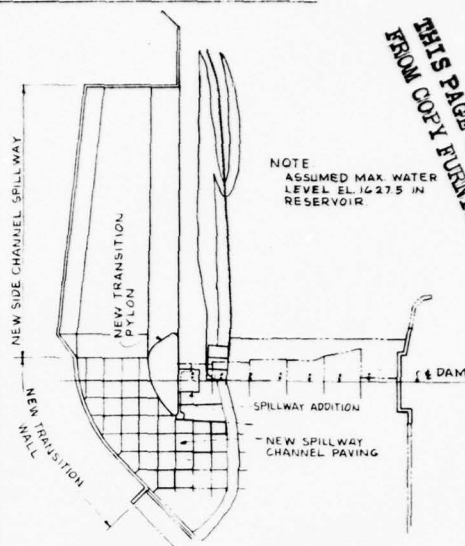 THIS PAGE
FROM COPY FURN
NOTE:
ASSUMED MAX. WATER
LEVEL EL. 1627.5 IN
RESERVOIR.
NEW SIDE CHANNEL SPILLWAY
NEW TRANSITION
PYLON
℄ DAM
SPILLWAY ADDITION
NEW SPILLWAY
CHANNEL PAVING
NEW TRANSITION
WALL